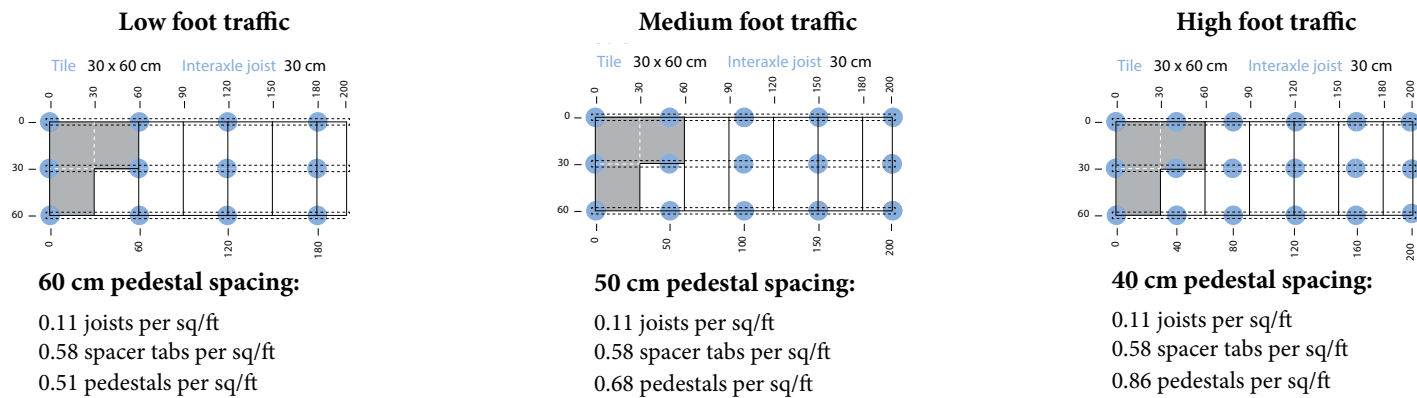 Low foot traffic
Tile 30 x 60 cm Interaxle joist 30 cm
0 30 60 90 120 150 180 200
0
30
60
0 60 120 180
60 cm pedestal spacing:
0.11 joists per sq/ft
0.58 spacer tabs per sq/ft
0.51 pedestals per sq/ft
Medium foot traffic
Tile 30 x 60 cm Interaxle joist 30 cm
0 30 60 90 120 150 180 200
0
30
60
0 50 100 150 200
50 cm pedestal spacing:
0.11 joists per sq/ft
0.58 spacer tabs per sq/ft
0.68 pedestals per sq/ft
High foot traffic
Tile 30 x 60 cm Interaxle joist 30 cm
0 30 60 90 120 150 180 200
0
30
60
0 40 80 120 160 200
40 cm pedestal spacing:
0.11 joists per sq/ft
0.58 spacer tabs per sq/ft
0.86 pedestals per sq/ft